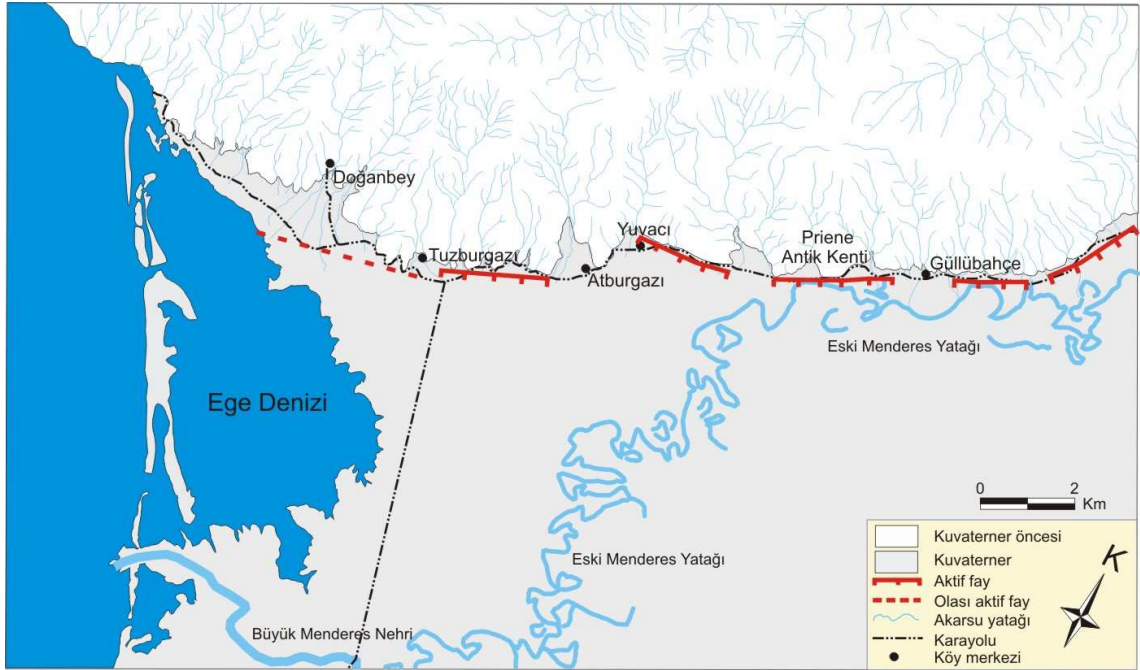 Doğanbey
Yuvacı
Priene
Antik Kenti
Tuzburgazı
Atburgazı
Güllübahçe
Eski Menderes Yatağı
Ege Denizi
0 2
Km
Eski Menderes Yatağı
Büyük Menderes Nehri
Kuvaterner öncesi
Kuvaterner
Aktif fay
Olası aktif fay
Akarsu yatağı
Karayolu
Köy merkezi
K